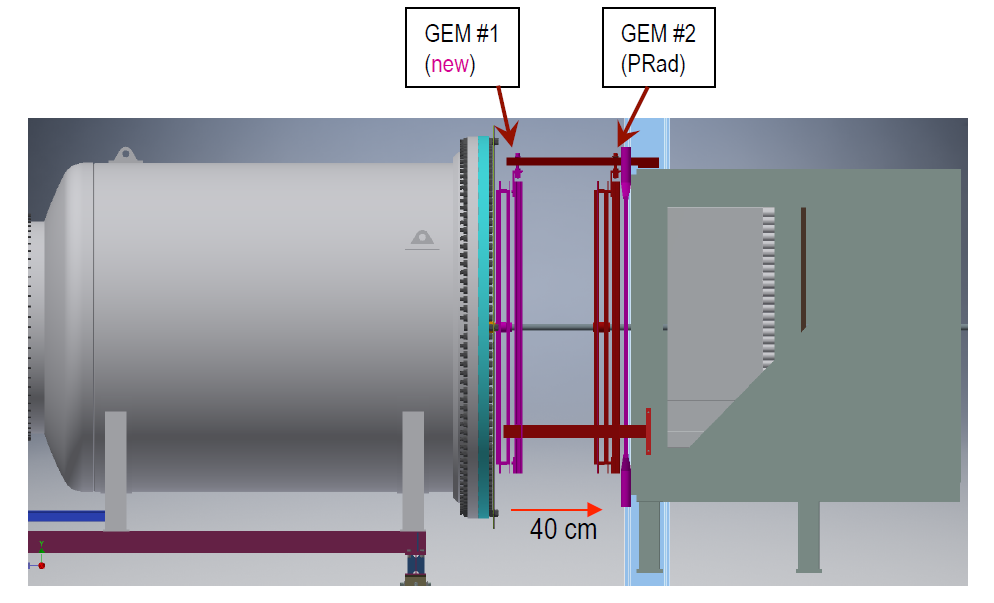 GEM #1
(new)
GEM #2
(PRad)
40 cm
Y